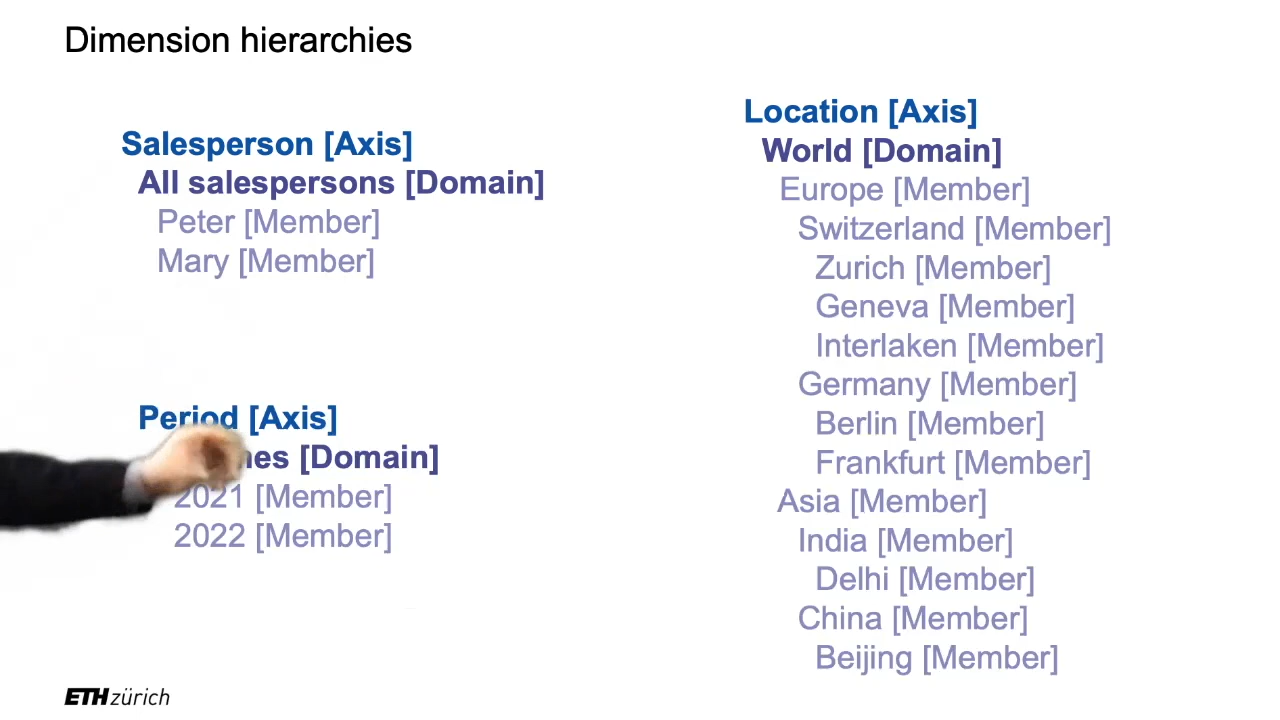 Dimension hierarchies
Salesperson [Axis]
All salespersons [Domain]
Peter [Member]
Mary [Member]
Period [Axis]
[Domain]
2021 [Member]
2022 [Member]
Location [Axis]
World [Domain]
Europe [Member]
Switzerland [Member]
Zurich [Member]
Geneva [Member]
Interlaken [Member]
Germany [Member]
Berlin [Member]
Frankfurt [Member]
Asia [Member]
India [Member]
Delhi [Member]
China [Member]
Beijing [Member]
ETH zürich